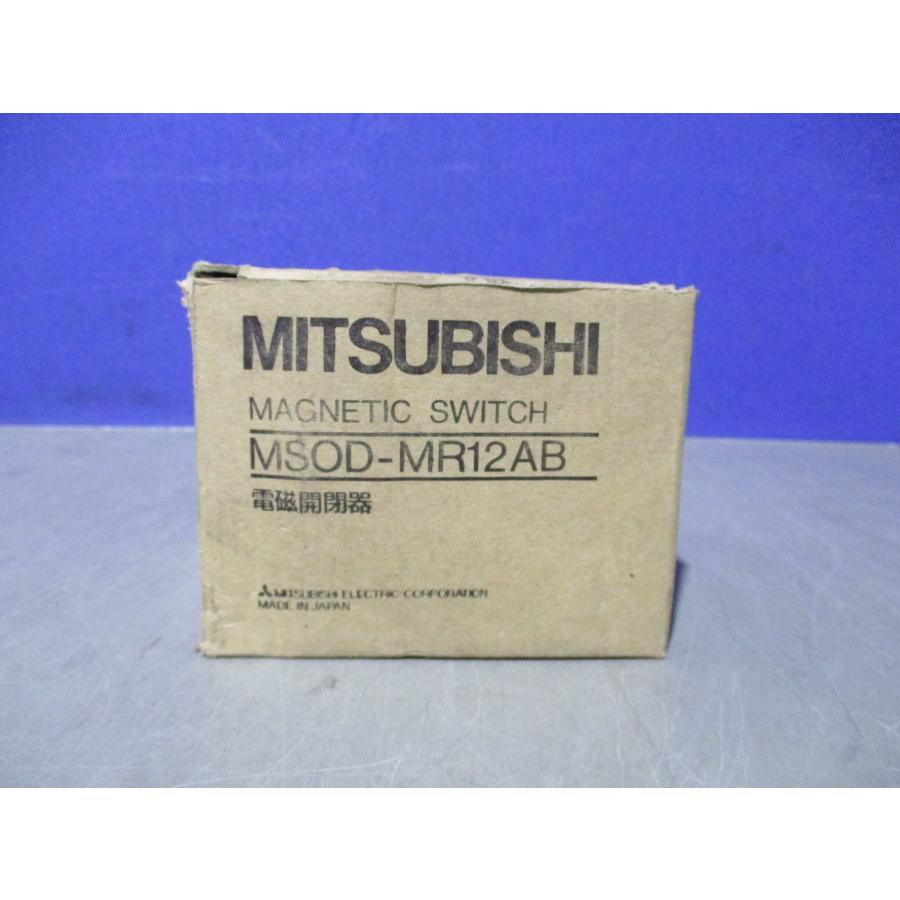 MITSUBISHI
MAGNETIC SWITCH
MSOD-MR12AB
電磁開閉器
MITSUBISHI ELECTRIC CORPORATION
MADE IN JAPAN